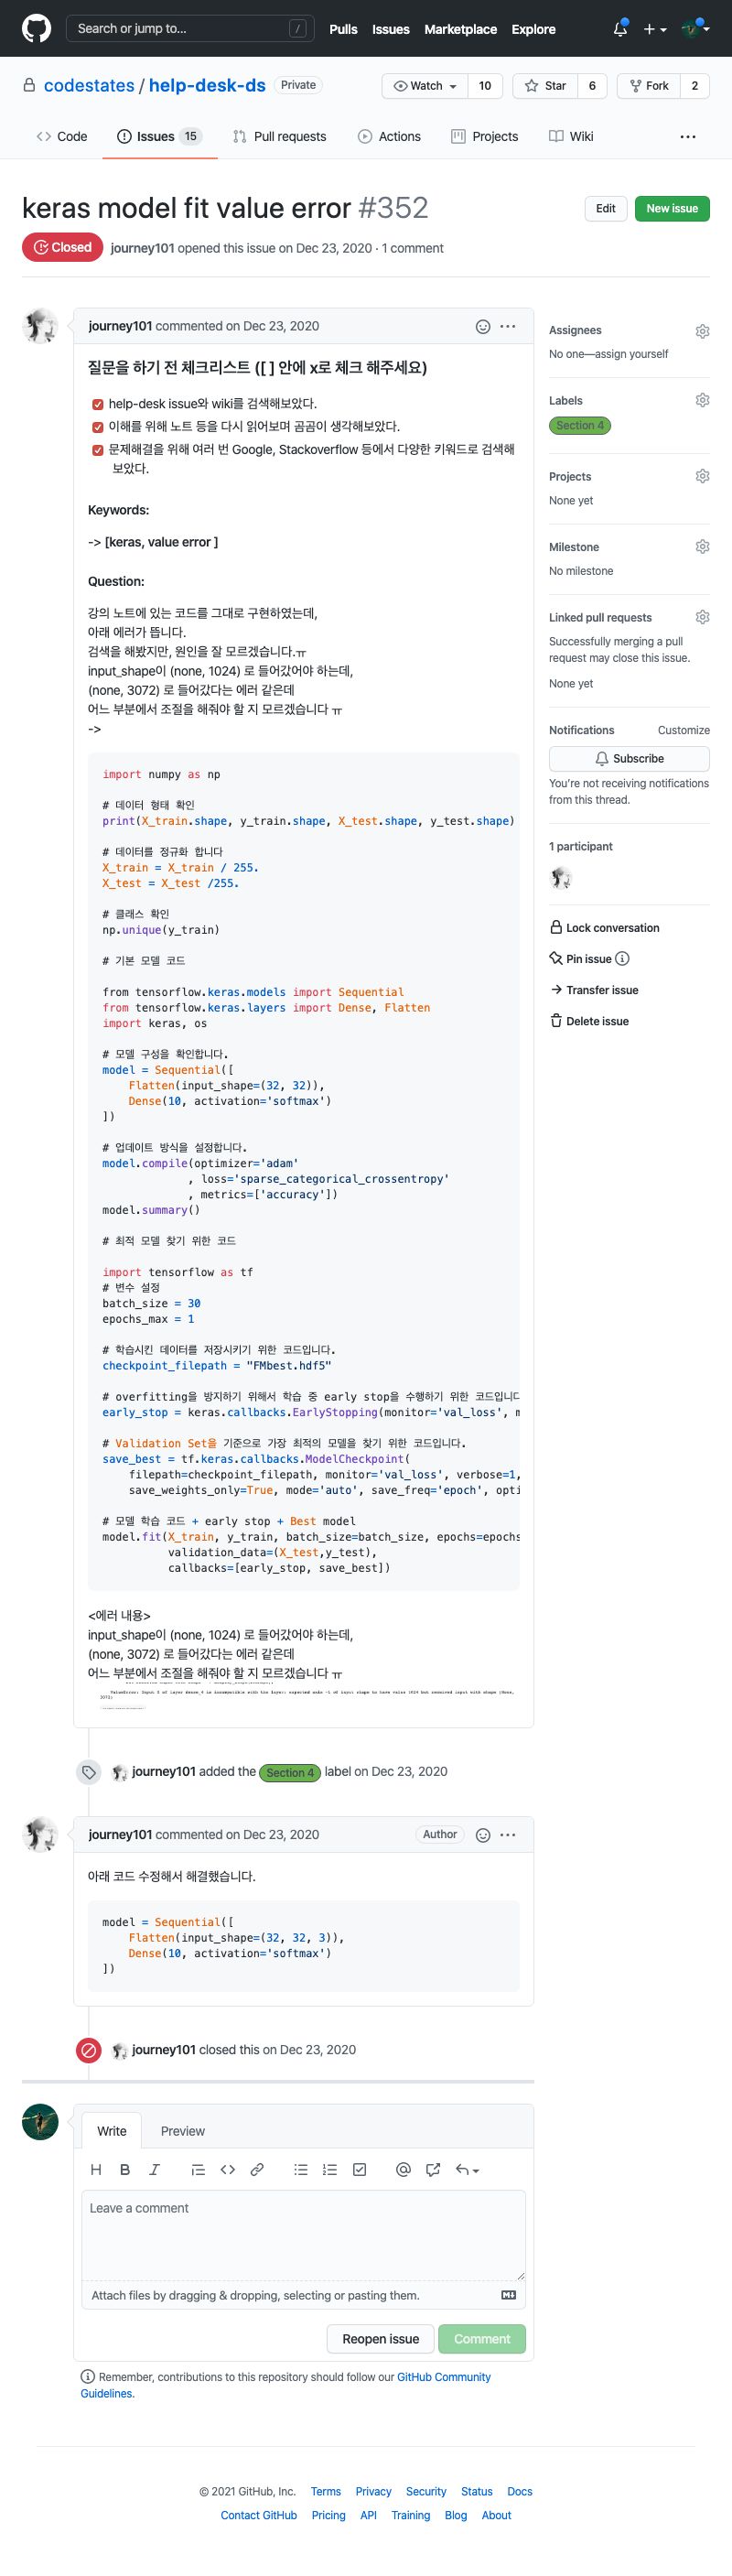 Search or jump to... /
Pulls Issues Marketplace Explore
codestates / help-desk-ds Private
Watch 10 Star 6 Fork 2
Code Issues 15 Pull requests Actions Projects Wiki ...
keras model fit value error #352
Edit New issue
Closed journey101 opened this issue on Dec 23, 2020 · 1 comment
journey101 commented on Dec 23, 2020
질문을 하기 전 체크리스트 ([ ] 안에 x로 체크 해주세요)
help-desk issue와 wiki를 검색해보았다.
이해를 위해 노트 등을 다시 읽어보며 곰곰이 생각해보았다.
문제해결을 위해 여러 번 Google, Stackoverflow 등에서 다양한 키워드로 검색해
보았다.
Keywords:
-> [keras, value error ]
Question:
강의 노트에 있는 코드를 그대로 구현하였는데,
아래 에러가 뜹니다.
검색을 해봤지만, 원인을 잘 모르겠습니다.ㅠ
input_shape이 (none, 1024) 로 들어갔어야 하는데,
(none, 3072) 로 들어갔다는 에러 같은데
어느 부분에서 조절을 해줘야 할 지 모르겠습니다 ㅠ
->
import numpy as np
# 데이터 형태 확인
print(X_train.shape, y_train.shape, X_test.shape, y_test.shape)
# 데이터를 정규화 합니다
X_train = X_train / 255.
X_test = X_test /255.
# 클래스 확인
np.unique(y_train)
# 기본 모델 코드
from tensorflow.keras.models import Sequential
from tensorflow.keras.layers import Dense, Flatten
import keras, os
# 모델 구성을 확인합니다.
model = Sequential([
Flatten(input_shape=(32, 32)),
Dense(10, activation='softmax')
])
# 업데이트 방식을 설정합니다.
model.compile(optimizer='adam'
, loss='sparse_categorical_crossentropy'
, metrics=['accuracy'])
model.summary()
# 최적 모델 찾기 위한 코드
import tensorflow as tf
# 변수 설정
batch_size = 30
epochs_max = 1
# 학습시킨 데이터를 저장시키기 위한 코드입니다.
checkpoint_filepath = "FMbest.hdf5"
# overfitting을 방지하기 위해서 학습 중 early stop을 수행하기 위한 코드입니다
early_stop = keras.callbacks.EarlyStopping(monitor='val_loss', m
# Validation Set을 기준으로 가장 최적의 모델을 찾기 위한 코드입니다.
save_best = tf.keras.callbacks.ModelCheckpoint(
filepath=checkpoint_filepath, monitor='val_loss', verbose=1,
save_weights_only=True, mode='auto', save_freq='epoch', opti
# 모델 학습 코드 + early stop + Best model
model.fit(X_train, y_train, batch_size=batch_size, epochs=epochs
validation_data=(X_test,y_test),
callbacks=[early_stop, save_best])
<에러 내용>
input_shape이 (none, 1024) 로 들어갔어야 하는데,
(none, 3072) 로 들어갔다는 에러 같은데
어느 부분에서 조절을 해줘야 할 지 모르겠습니다 ㅠ
journey101 added the Section 4 label on Dec 23, 2020
journey101 commented on Dec 23, 2020 Author
아래 코드 수정해서 해결했습니다.
model = Sequential([
Flatten(input_shape=(32, 32, 3)),
Dense(10, activation='softmax')
])
journey101 closed this on Dec 23, 2020
Write Preview
Leave a comment
Attach files by dragging & dropping, selecting or pasting them.
Reopen issue Comment
Remember, contributions to this repository should follow our GitHub Community
Guidelines.
Assignees
No one—assign yourself
Labels
Section 4
Projects
None yet
Milestone
No milestone
Linked pull requests
Successfully merging a pull
request may close this issue.
None yet
Notifications Customize
Subscribe
You're not receiving notifications
from this thread.
1 participant
Lock conversation
Pin issue
Transfer issue
Delete issue
© 2021 GitHub, Inc. Terms Privacy Security Status Docs
Contact GitHub Pricing API Training Blog About